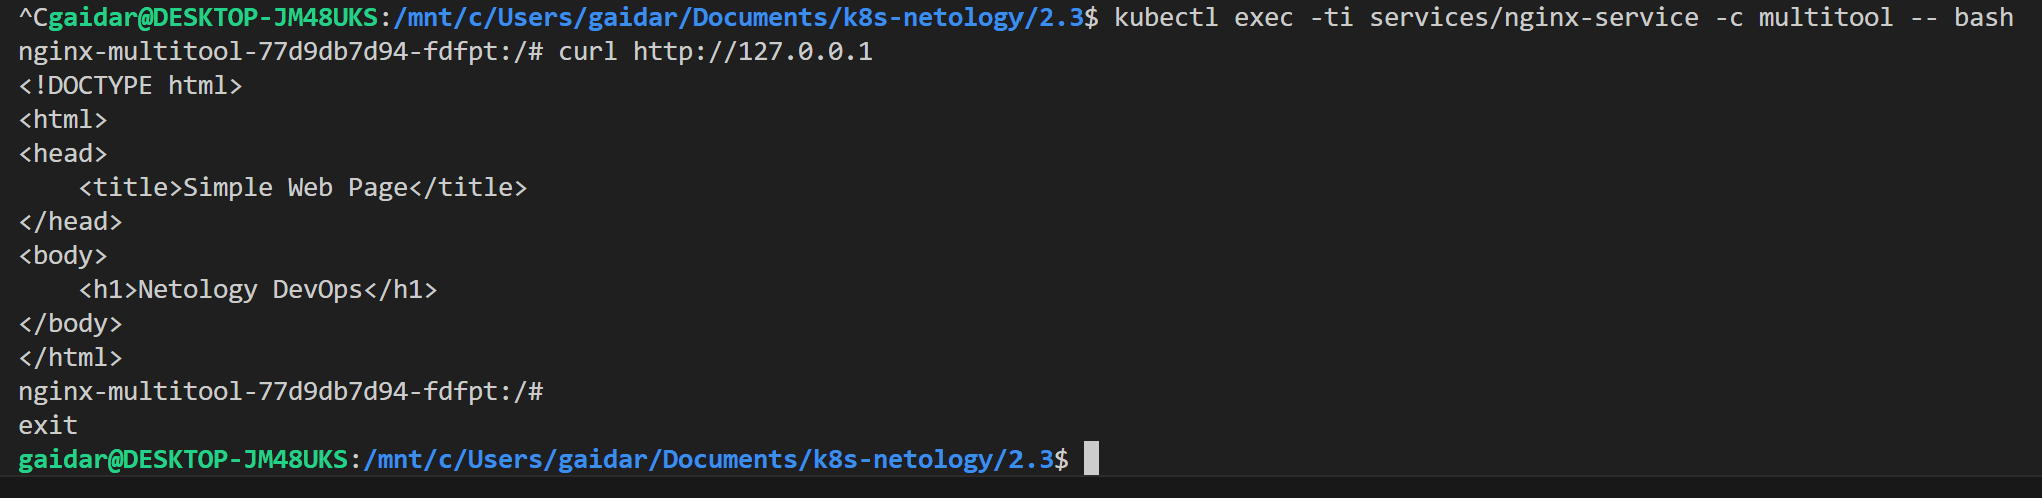 ^Cgaidar@DESKTOP-JM48UKS:/mnt/c/Users/gaidar/Documents/k8s-netology/2.3$ kubectl exec -ti services/nginx-service -c multitool -- bash
nginx-multitool-77d9db7d94-fdfpt:/# curl http://127.0.0.1
<!DOCTYPE html>
<html>
<head>
    <title>Simple Web Page</title>
</head>
<body>
    <h1>Netology DevOps</h1>
</body>
</html>
nginx-multitool-77d9db7d94-fdfpt:/#
exit
gaidar@DESKTOP-JM48UKS:/mnt/c/Users/gaidar/Documents/k8s-netology/2.3$